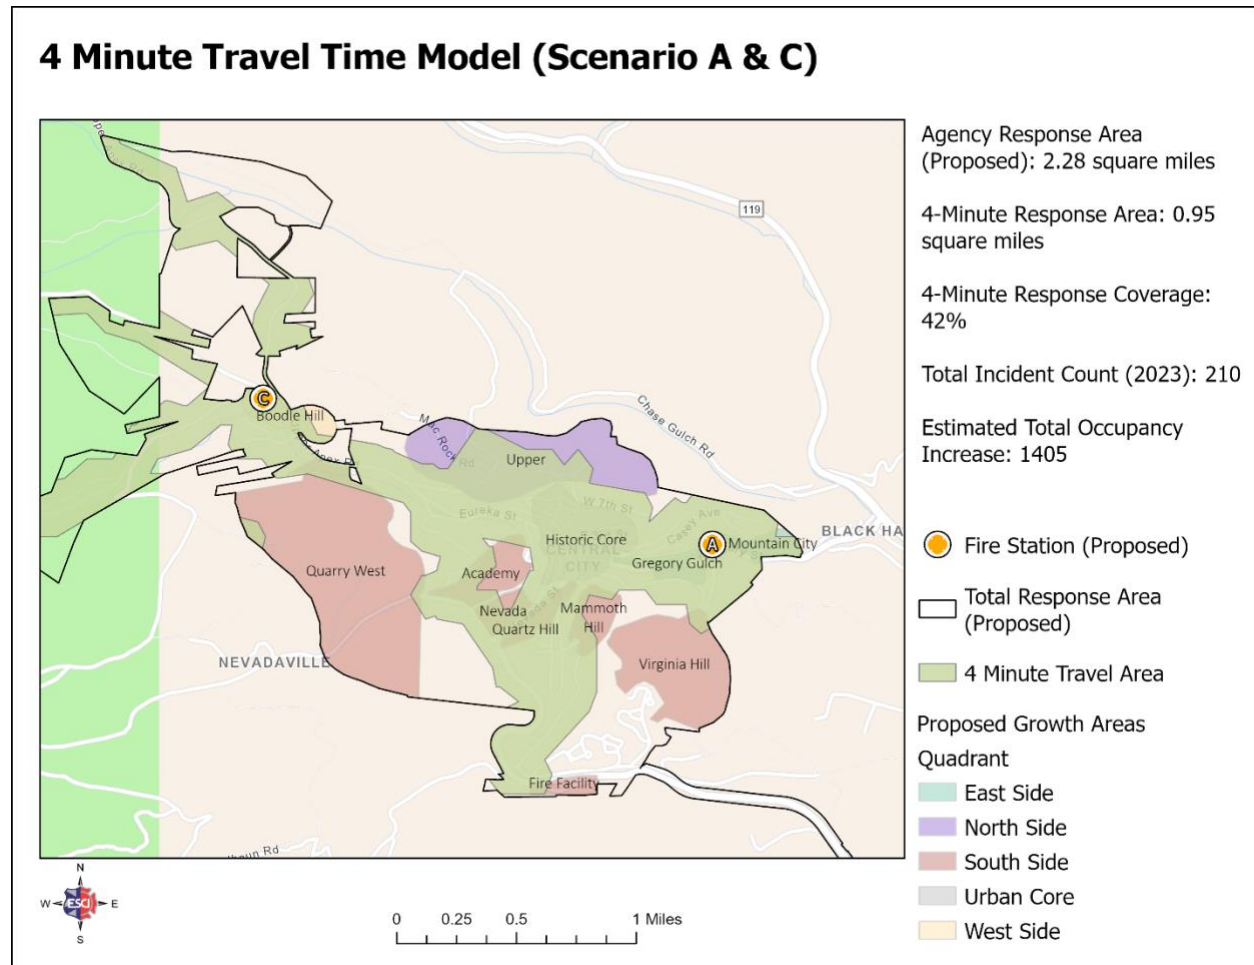 4 Minute Travel Time Model (Scenario A & C)
Agency Response Area
(Proposed): 2.28 square miles
4-Minute Response Area: 0.95
square miles
4-Minute Response Coverage:
42%
Total Incident Count (2023): 210
Estimated Total Occupancy
Increase: 1405
119
Chase Gulch Rd
C
Boodle Hill
Mac Rock Rd
Upper
W 7th St
Eureka St
Casey Ave
Historic Core
CENTRAL
CITY
A
Mountain City
BLACK HA
Gregory Gulch
Quarry West
Academy
Nevada
Quartz Hill
Mammoth
Hill
Virginia Hill
NEVADAVILLE
Fire Facility
Fire Station (Proposed)
Total Response Area
(Proposed)
4 Minute Travel Area
Proposed Growth Areas
Quadrant
East Side
North Side
South Side
Urban Core
West Side
N
W
ESCI
E
S
0 0.25 0.5 1 Miles